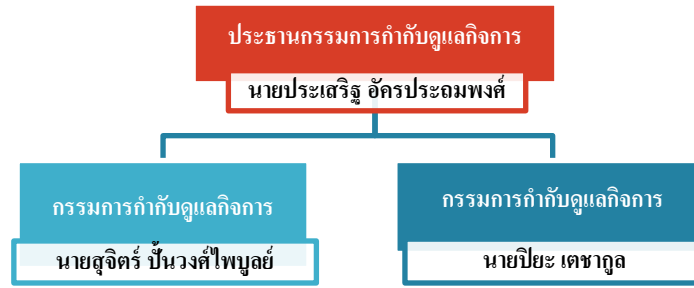 ประธานกรรมการกำกับดูแลกิจการ
นายประเสริฐ อัครประถมพงศ์
กรรมการกำกับดูแลกิจการ
นายสุจิตร์ ปั้นวงศ์ไพบูลย์
กรรมการกำกับดูแลกิจการ
นายปิยะ เตชากูล